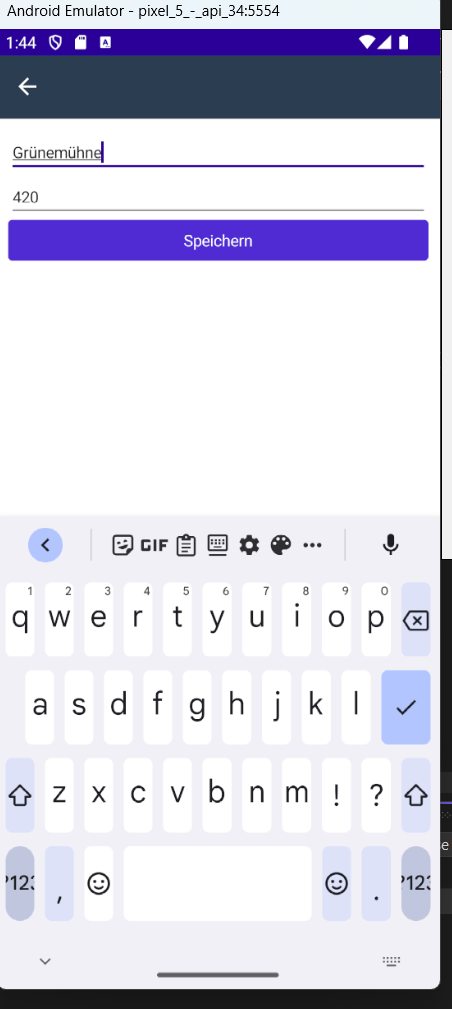 Android Emulator - pixel_5_-_api_34:5554
1:44 A
Grünemühne
420
Speichern
GIF
1 2 3 4 5 6 7 8 9 0
q w e r t y u i o p
a s d f g h j k l
z x c v b n m ! ?
?123 , . ?123
e